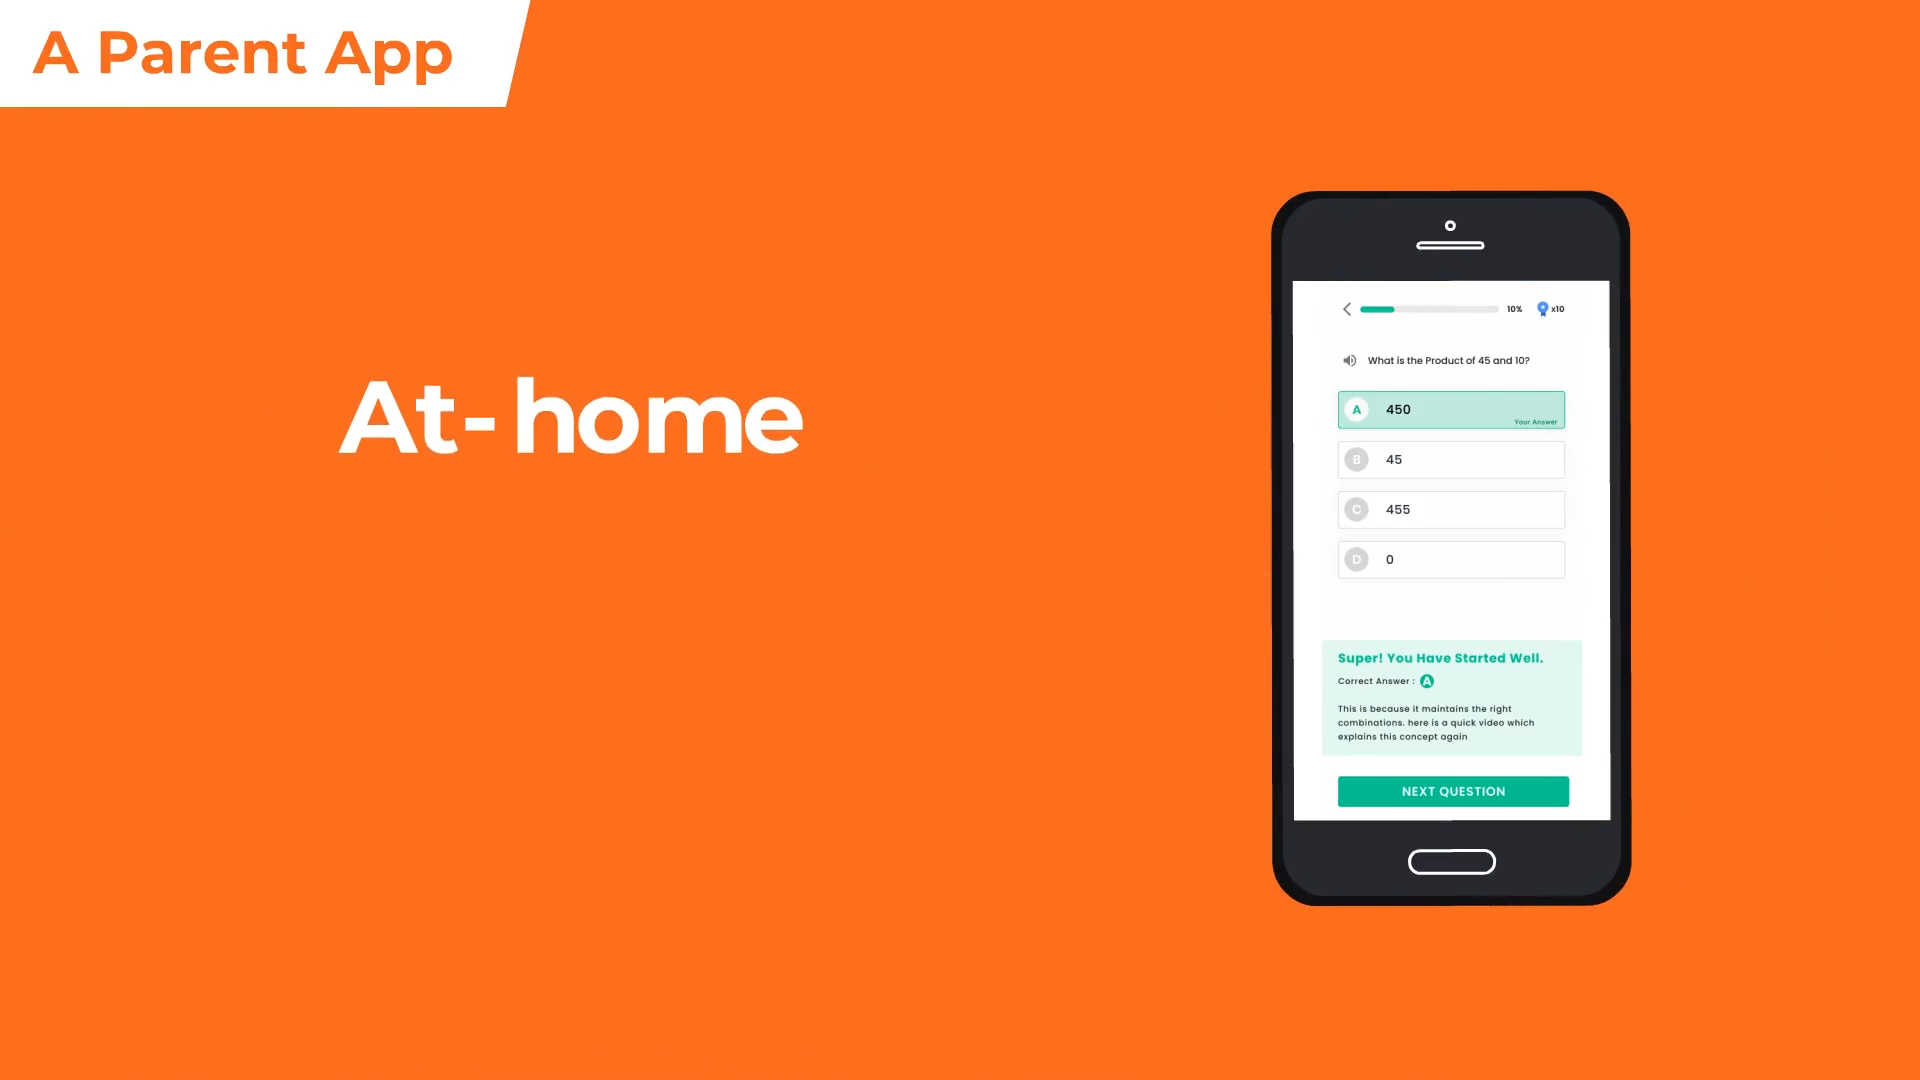 A Parent App
At-home
10% x10
What is the Product of 45 and 10?
A 450
Your Answer
B 45
C 455
D 0
Super! You Have Started Well.
Correct Answer : A
This is because it maintains the right
combinations. here is a quick video which
explains this concept again
NEXT QUESTION